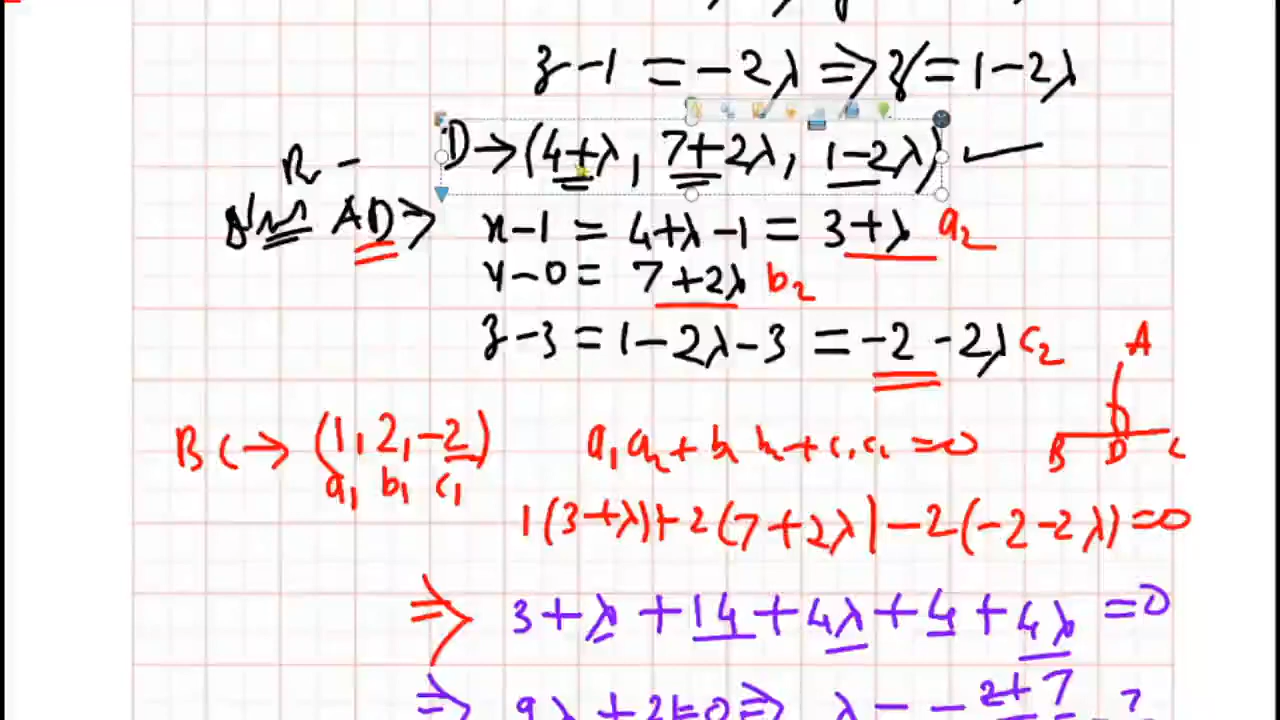 z-1 = -2λ ⇒ z = 1-2λ
D → (4+λ, 7+2λ, 1-2λ) ✓
AD ⇒ x-1 = 4+λ-1 = 3+λ a₂
y-0 = 7+2λ b₂
z-3 = 1-2λ-3 = -2-2λ c₂
A
BC → (1, 2, -2) a₁a₂ + b₁b₂ + c₁c₂ = 0
B D C
a₁ b₁ c₁
1(3+λ)+2(7+2λ)-2(-2-2λ)=0
⇒ 3+λ+14+4λ+4+4λ=0